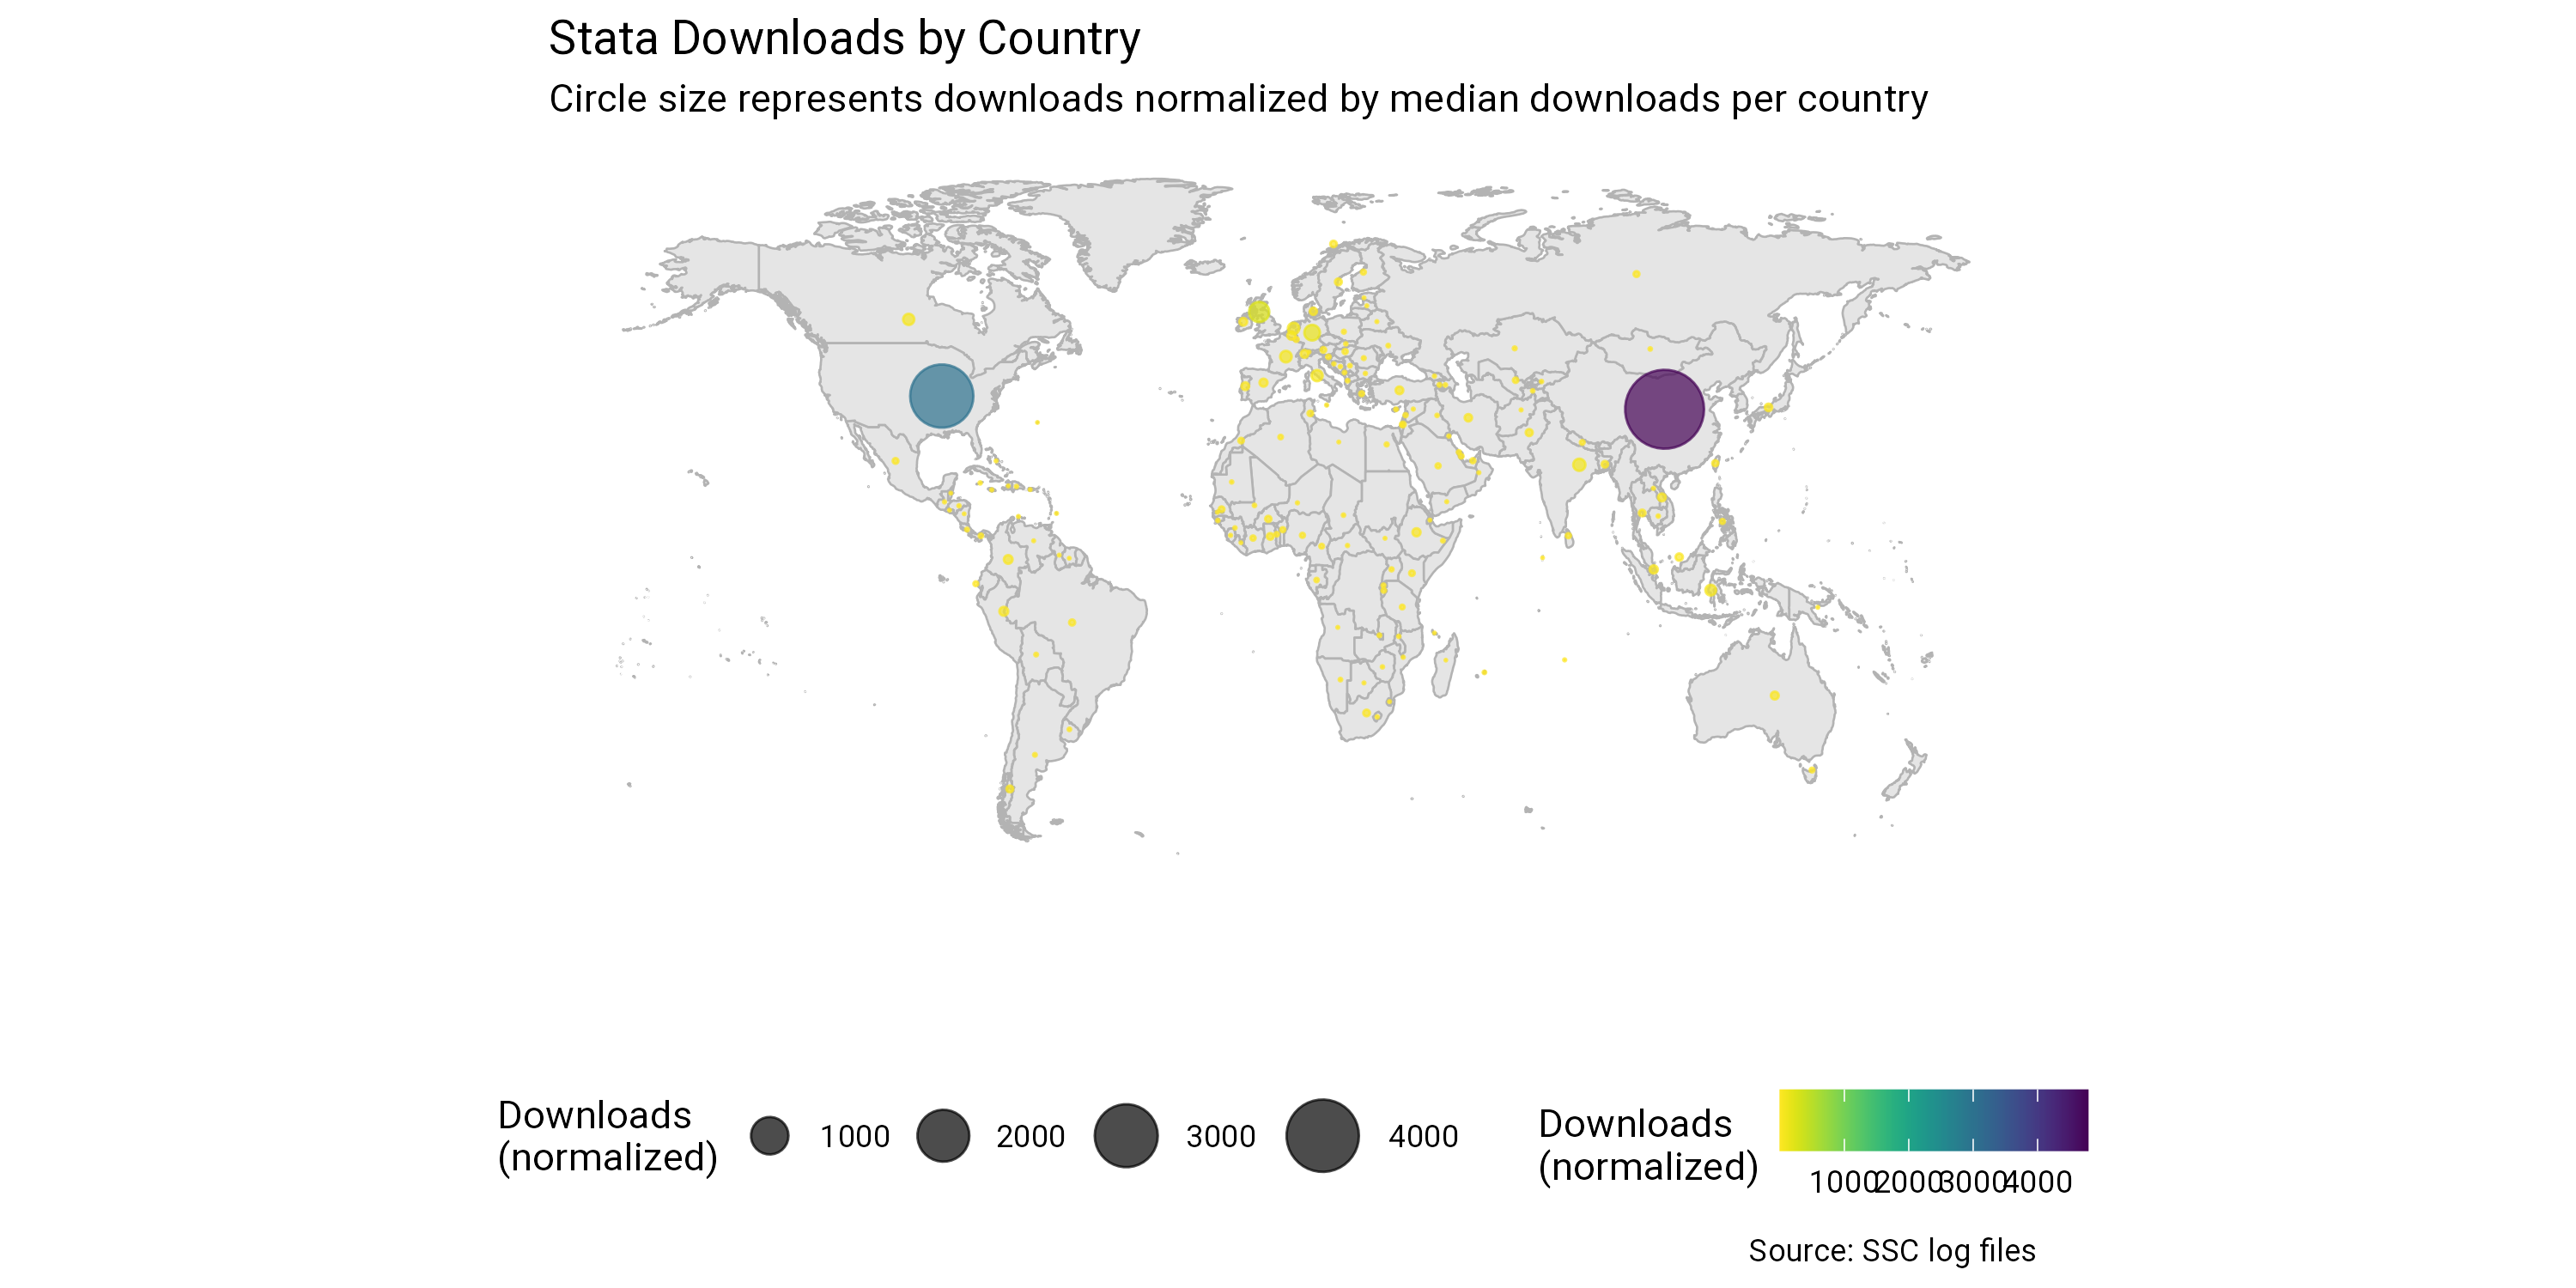 Stata Downloads by Country
Circle size represents downloads normalized by median downloads per country
Downloads
(normalized)
1000
2000
3000
4000
Downloads
(normalized)
1000
2000
3000
4000
Source: SSC log files